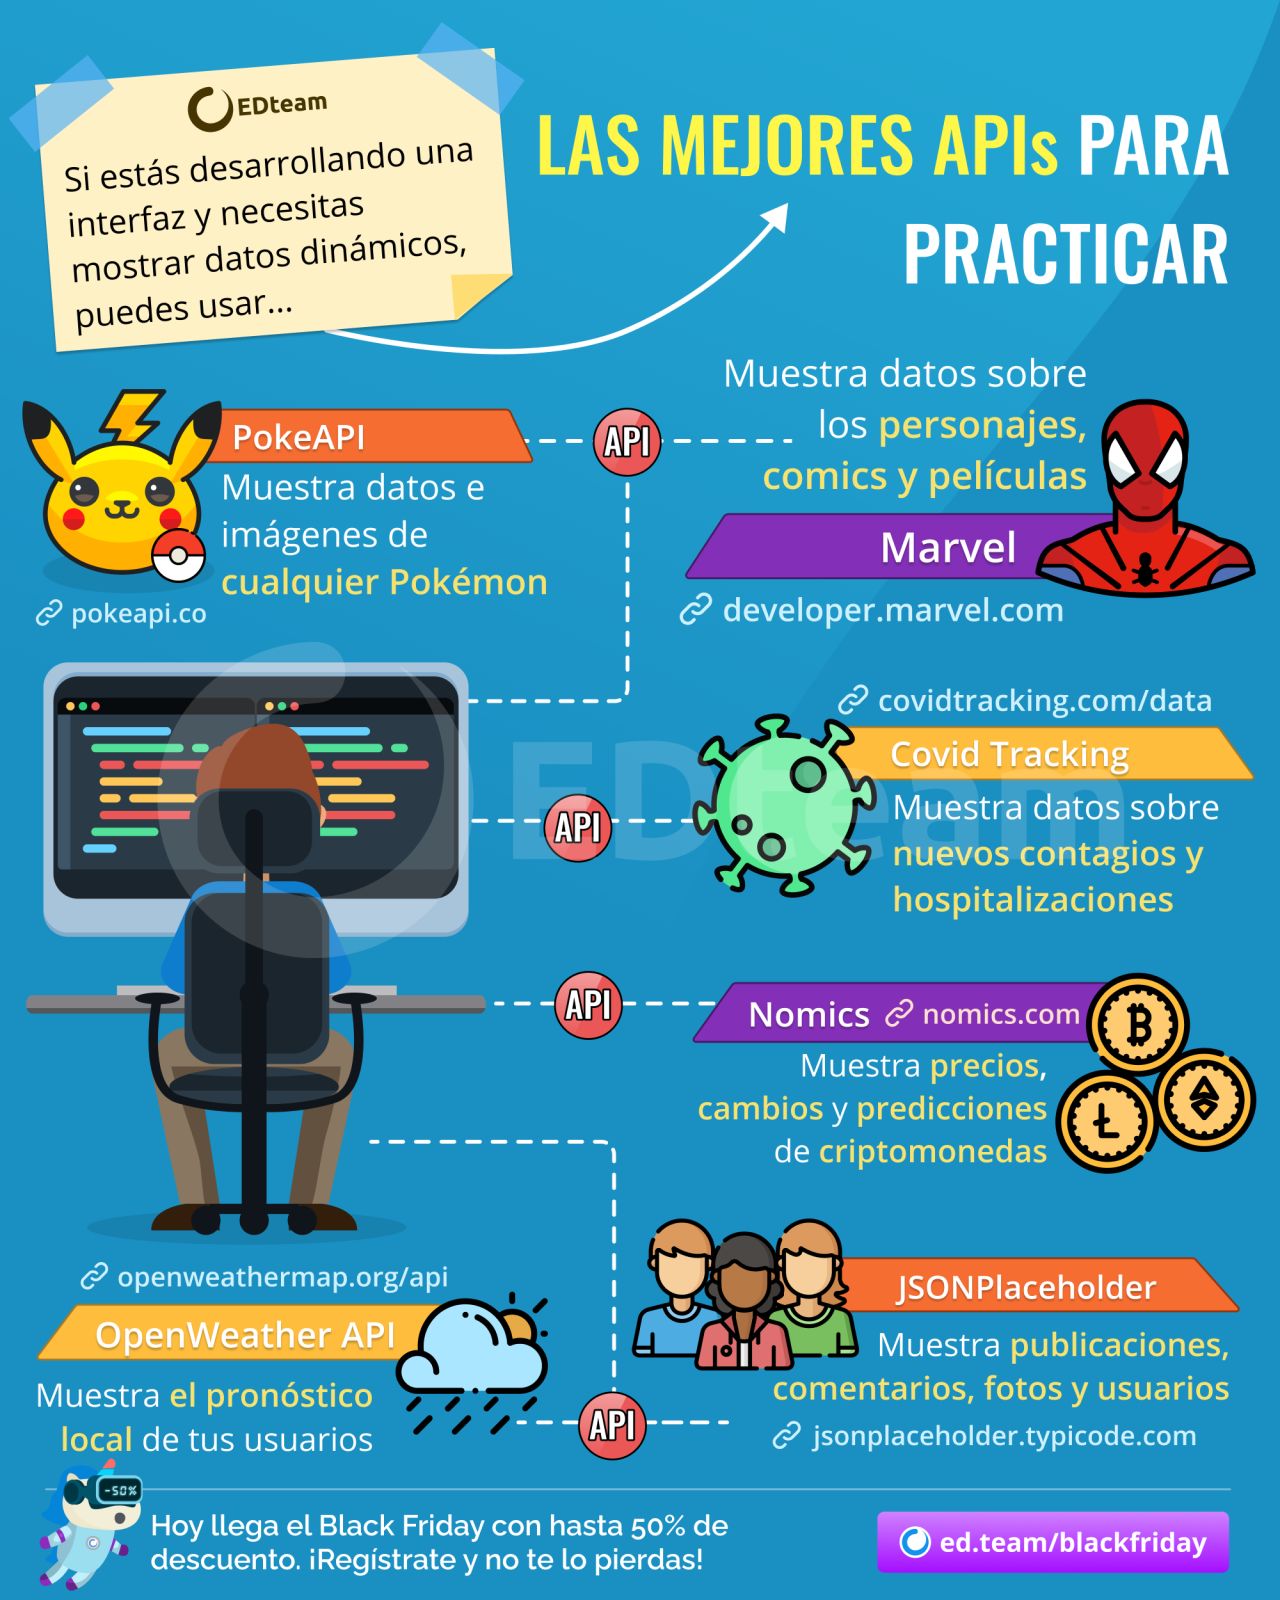 EDteam
Si estás desarrollando una
interfaz y necesitas
mostrar datos dinámicos,
puedes usar...
LAS MEJORES APIs PARA
PRACTICAR
PokeAPI
Muestra datos e
imágenes de
cualquier Pokémon
pokeapi.co
API
Muestra datos sobre
los personajes,
comics y películas
Marvel
developer.marvel.com
covidtracking.com/data
Covid Tracking
Muestra datos sobre
nuevos contagios y
hospitalizaciones
API
EDteam
API
Nomics nomics.com
Muestra precios,
cambios y predicciones
de criptomonedas
openweathermap.org/api
OpenWeather API
Muestra el pronóstico
local de tus usuarios
API
JSONPlaceholder
Muestra publicaciones,
comentarios, fotos y usuarios
jsonplaceholder.typicode.com
-50%
Hoy llega el Black Friday con hasta 50% de
descuento. ¡Regístrate y no te lo pierdas!
ed.team/blackfriday